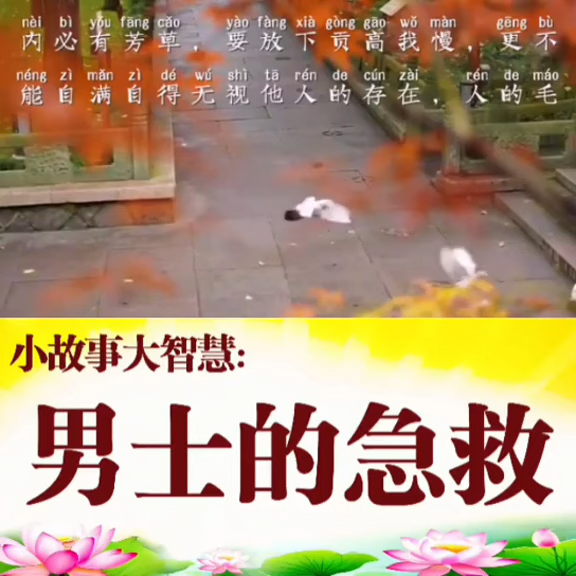 nèi bì yǒu fāng cǎo, yào fàng xià gòng gāo wǒ màn, gēng bù
内必有芳草，要放下贡高我慢，更不
néng zì mǎn zì dé wú shì tā rén de cún zài, rén de máo
能自满自得无视他人的存在，人的毛
小故事大智慧:
男士的急救